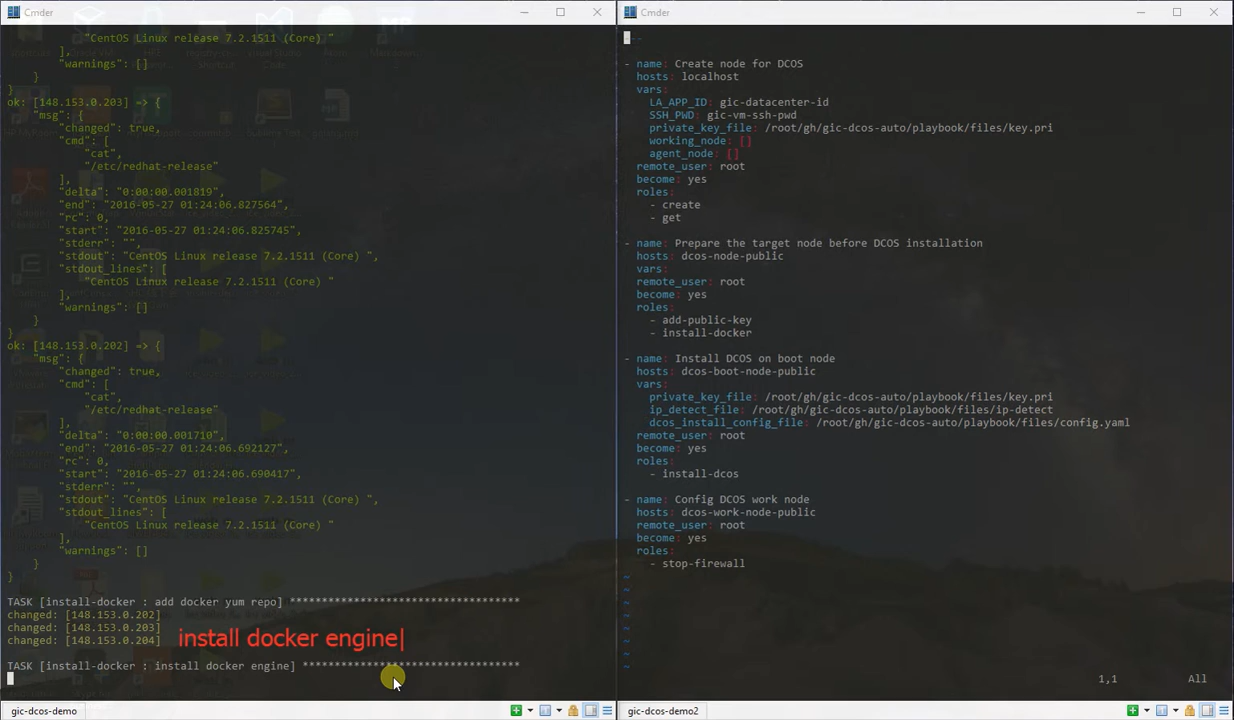 Cmder
"CentOS Linux release 7.2.1511 (Core) "
],
"warnings": []
}
}
ok: [148.153.0.203] => {
"msg": {
"changed": true,
"cmd": [
"cat",
"/etc/redhat-release"
],
"delta": "0:00:00.001819",
"end": "2016-05-27 01:24:06.827564",
"rc": 0,
"start": "2016-05-27 01:24:06.825745",
"stderr": "",
"stdout": "CentOS Linux release 7.2.1511 (Core) ",
"stdout_lines": [
"CentOS Linux release 7.2.1511 (Core) "
],
"warnings": []
}
}
ok: [148.153.0.202] => {
"msg": {
"changed": true,
"cmd": [
"cat",
"/etc/redhat-release"
],
"delta": "0:00:00.001710",
"end": "2016-05-27 01:24:06.692127",
"rc": 0,
"start": "2016-05-27 01:24:06.690417",
"stderr": "",
"stdout": "CentOS Linux release 7.2.1511 (Core) ",
"stdout_lines": [
"CentOS Linux release 7.2.1511 (Core) "
],
"warnings": []
}
}
TASK [install-docker : add docker yum repo] ************************************
changed: [148.153.0.202]
changed: [148.153.0.203]
changed: [148.153.0.204]
install docker engine|
TASK [install-docker : install docker engine] **********************************
gic-dcos-demo
Cmder
---
- name: Create node for DCOS
hosts: localhost
vars:
LA_APP_ID: gic-datacenter-id
SSH_PWD: gic-vm-ssh-pwd
private_key_file: /root/gh/gic-dcos-auto/playbook/files/key.pri
working_node: []
agent_node: []
remote_user: root
become: yes
roles:
- create
- get
- name: Prepare the target node before DCOS installation
hosts: dcos-node-public
vars:
remote_user: root
become: yes
roles:
- add-public-key
- install-docker
- name: Install DCOS on boot node
hosts: dcos-boot-node-public
vars:
private_key_file: /root/gh/gic-dcos-auto/playbook/files/key.pri
ip_detect_file: /root/gh/gic-dcos-auto/playbook/files/ip-detect
dcos_install_config_file: /root/gh/gic-dcos-auto/playbook/files/config.yaml
remote_user: root
become: yes
roles:
- install-dcos
- name: Config DCOS work node
hosts: dcos-work-node-public
remote_user: root
become: yes
roles:
- stop-firewall
~
~
~
~
~
~
~
~
1,1 All
gic-dcos-demo2